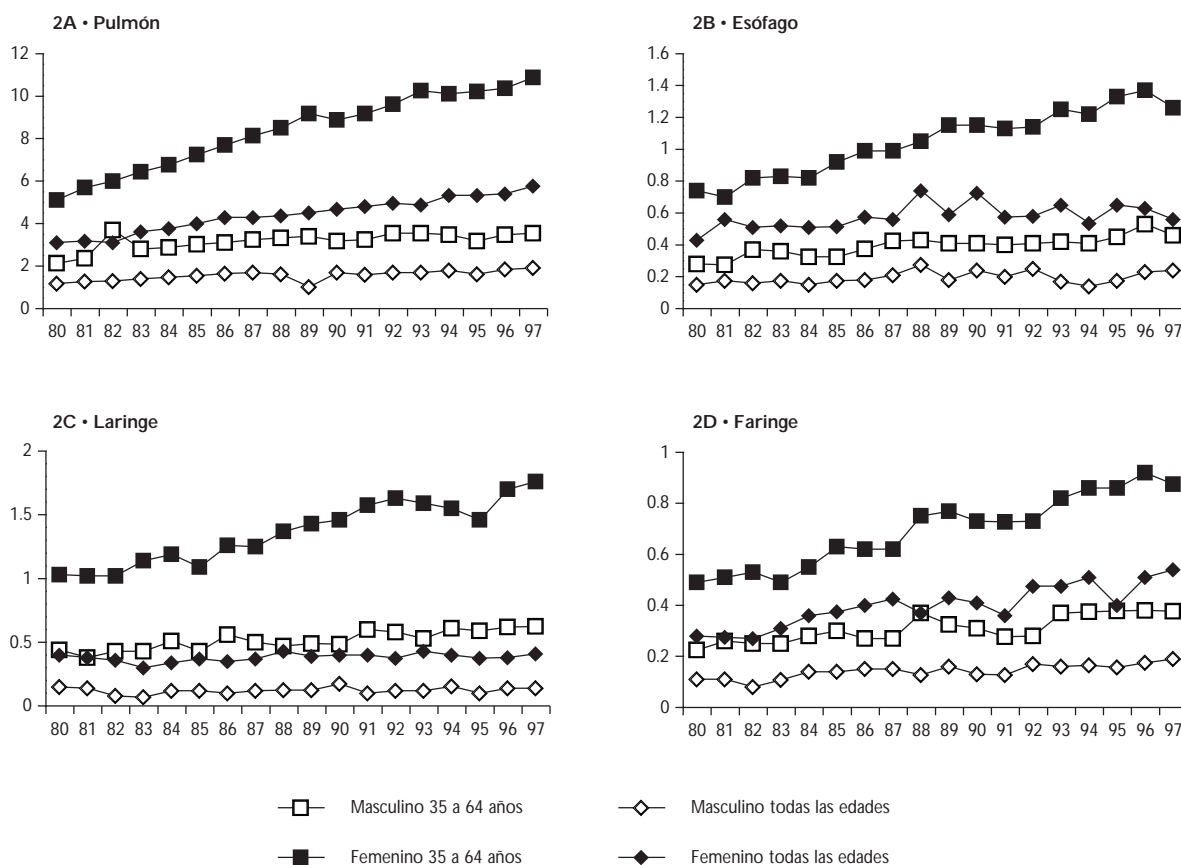 2A • Pulmón
12
10
8
6
4
2
0
80 81 82 83 84 85 86 87 88 89 90 91 92 93 94 95 96 97
2B • Esófago
1.6
1.4
1.2
1.0
0.8
0.6
0.4
0.2
0
80 81 82 83 84 85 86 87 88 89 90 91 92 93 94 95 96 97
2C • Laringe
2
1.5
1
0.5
0
80 81 82 83 84 85 86 87 88 89 90 91 92 93 94 95 96 97
2D • Faringe
1
0.8
0.6
0.4
0.2
0
80 81 82 83 84 85 86 87 88 89 90 91 92 93 94 95 96 97
Masculino 35 a 64 años
Masculino todas las edades
Femenino 35 a 64 años
Femenino todas las edades